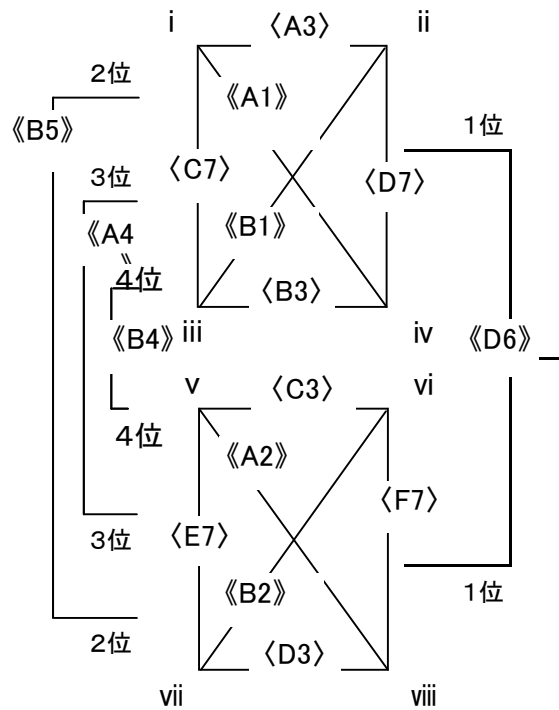 ⅰ 〈A3〉 ⅱ
2位 《A1》
《B5》 1位
3位 〈C7〉 〈D7〉
《A4
》 《B1》
4位 〈B3〉
《B4》 ⅲ ⅳ 《D6》
ⅴ 〈C3〉 ⅵ
4位 《A2》
〈F7〉
3位 〈E7〉
《B2》 1位
2位 〈D3〉
ⅶ ⅷ